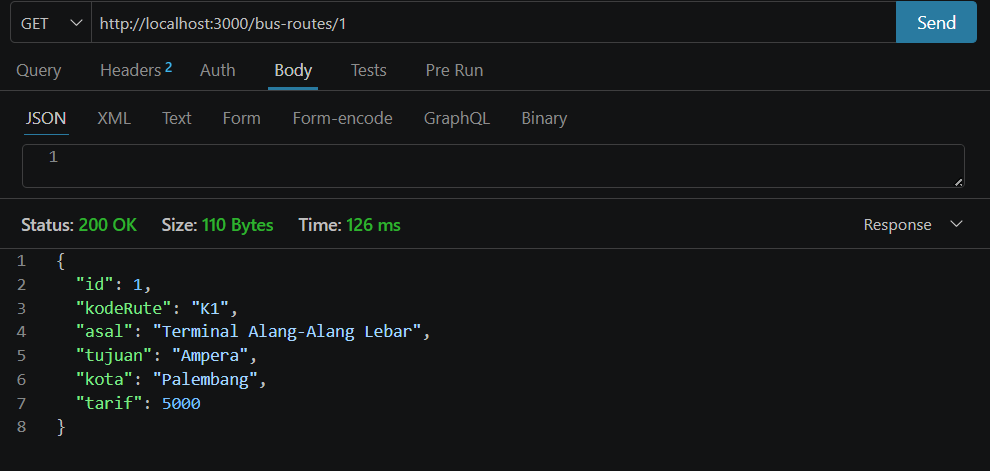 GET http://localhost:3000/bus-routes/1 Send
Query Headers 2 Auth Body Tests Pre Run
JSON XML Text Form Form-encode GraphQL Binary
1
Status: 200 OK Size: 110 Bytes Time: 126 ms Response
1 {
2 "id": 1,
3 "kodeRute": "K1",
4 "asal": "Terminal Alang-Alang Lebar",
5 "tujuan": "Ampera",
6 "kota": "Palembang",
7 "tarif": 5000
8 }